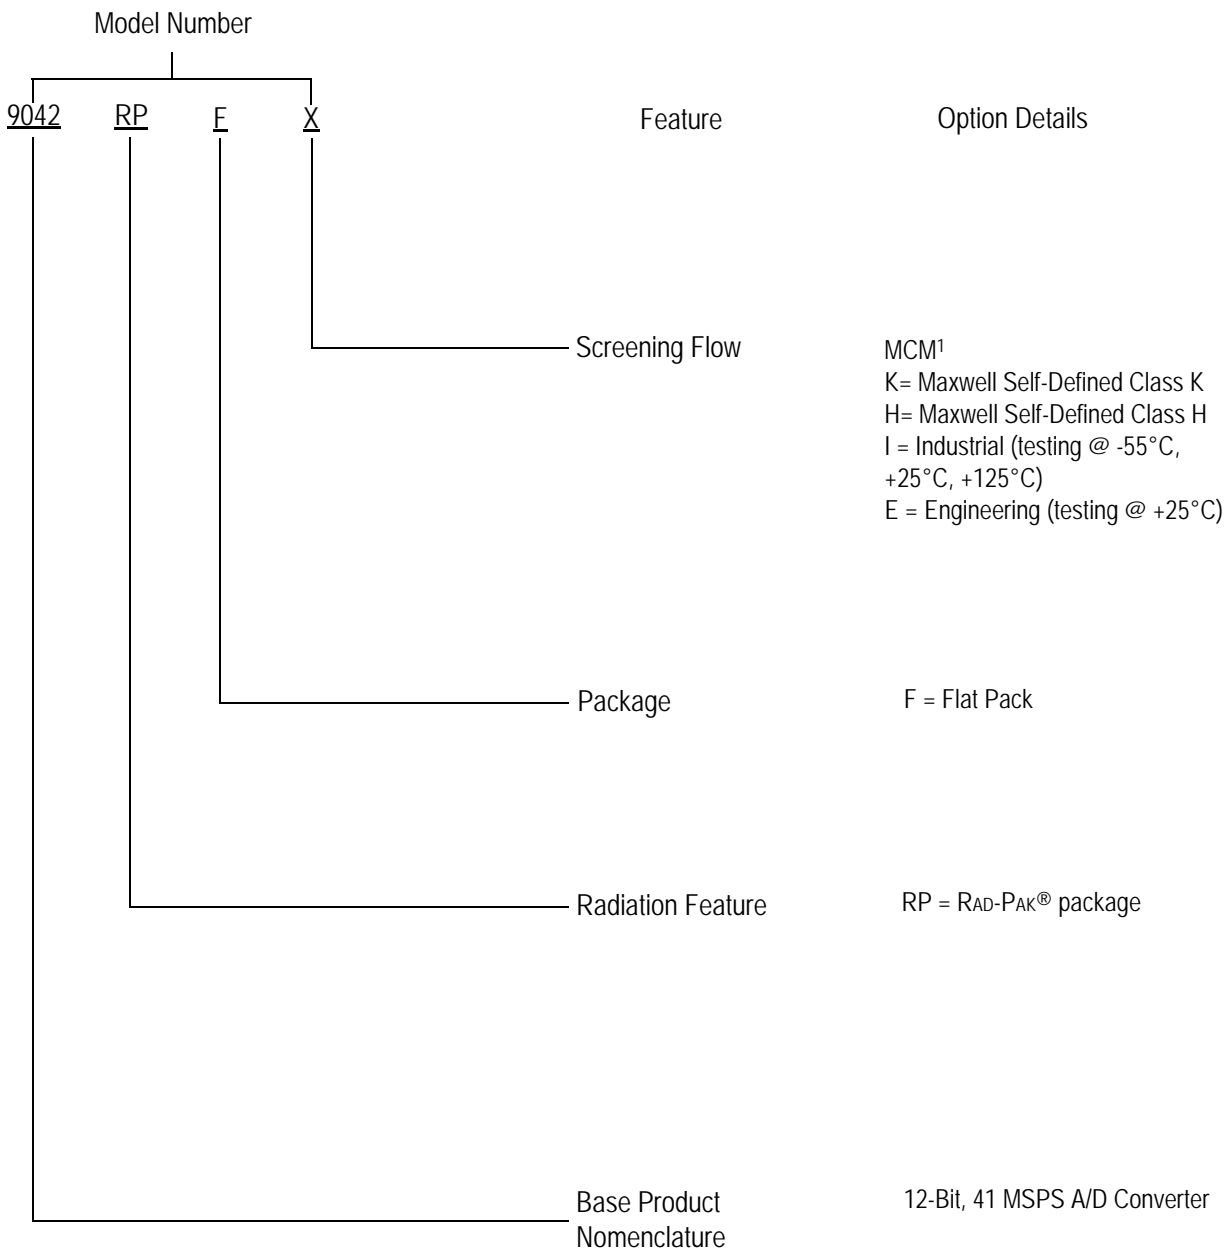 Model Number
9042 RP F X Feature Option Details
Screening Flow
MCM1
K= Maxwell Self-Defined Class K
H= Maxwell Self-Defined Class H
I = Industrial (testing @ -55°C,
+25°C, +125°C)
E = Engineering (testing @ +25°C)
Package F = Flat Pack
Radiation Feature RP = RAD-PAK® package
Base Product
Nomenclature
12-Bit, 41 MSPS A/D Converter